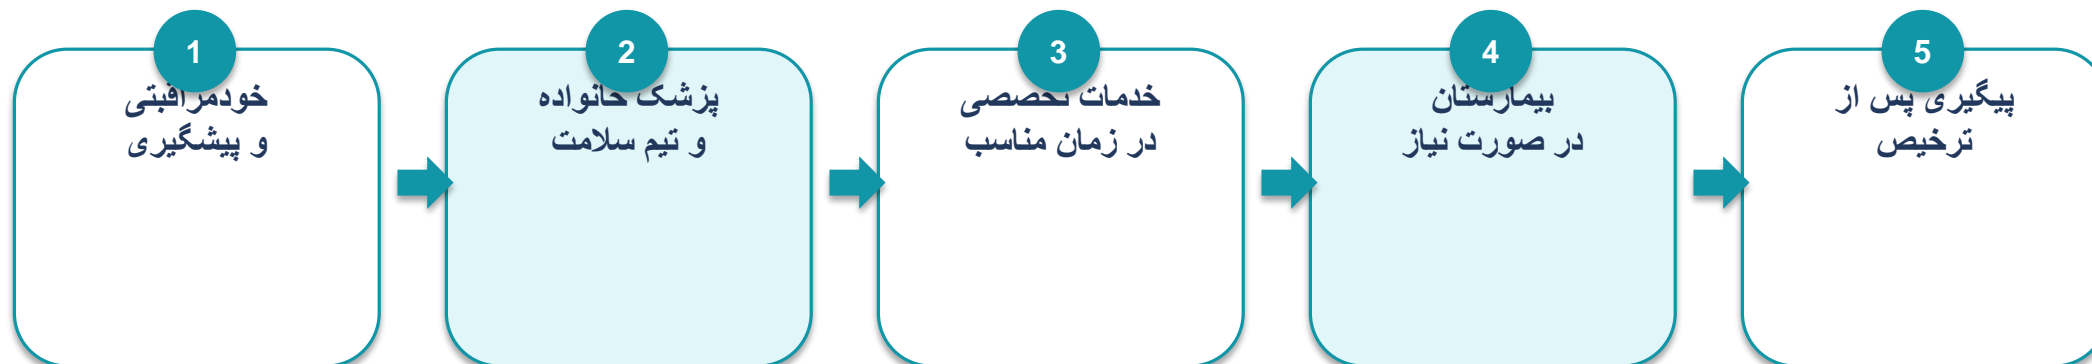 1
خودمراقبتی
و پیشگیری
2
پزشک خانواده
و تیم سلامت
3
خدمات تخصصی
در زمان مناسب
4
بیمارستان
در صورت نیاز
5
پیگیری پس از
ترخیص